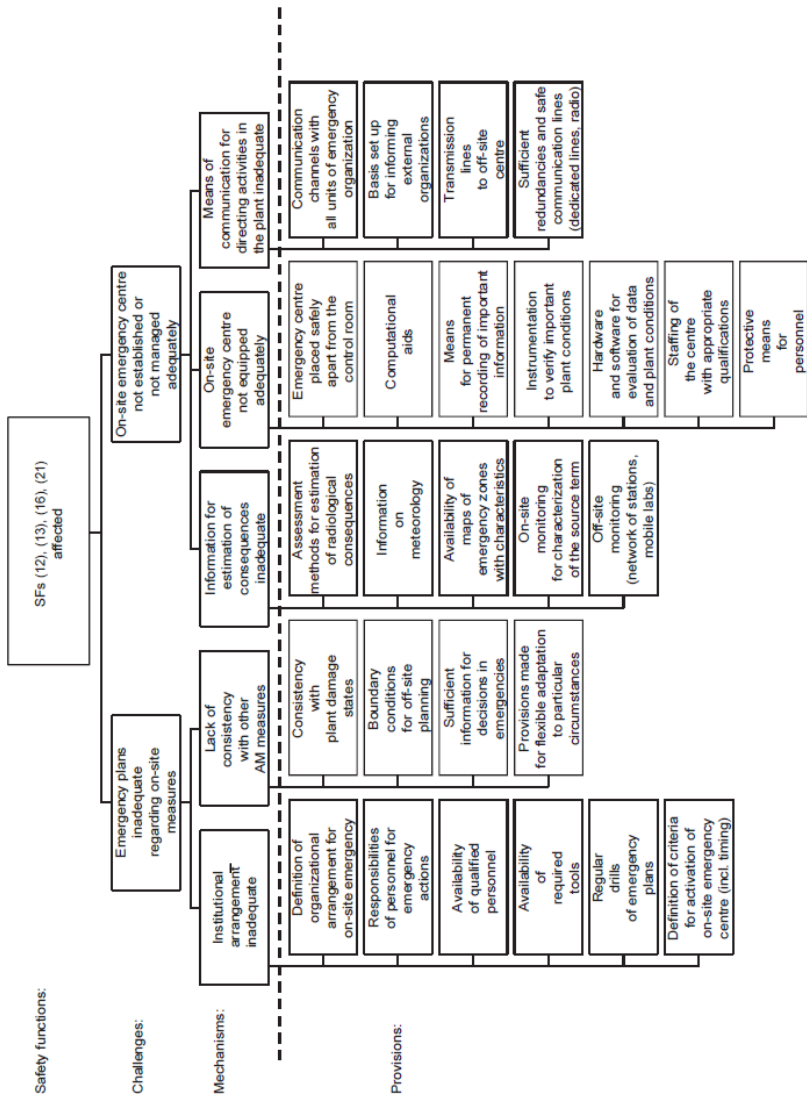 Safety functions:
SFs (12), (13), (16), (21)
affected
Challenges:
Emergency plans
inadequate
regarding on-site
measures
On-site emergency centre
not established or
not managed
adequately
Mechanisms:
Institutional
arrangement
inadequate
Lack of
consistency
with other
AM measures
Information for
estimation of
consequences
inadequate
On-site
emergency centre
not equipped
adequately
Means of
communication for
directing activities in
the plant inadequate
Provisions:
Definition of
organizational
arrangement for
on-site emergency
Responsibilities
of personnel for
emergency
actions
Availability
of qualified
personnel
Availability
of
required
tools
Regular
drills
of emergency
plans
Definition of criteria
for activation of
on-site emergency
centre (incl. timing)
Consistency
with
plant damage
states
Boundary
conditions
for off-site
planning
Sufficient
information for
decisions in
emergencies
Provisions made
for flexible adaptation
to particular
circumstances
Assessment
methods for estimation
of radiological
consequences
Information
on
meteorology
Availability of
maps of
emergency zones
with characteristics
On-site
monitoring
for characterization
of the source term
Off-site
monitoring
(network of stations,
mobile labs)
Emergency centre
placed safely
apart from the
control room
Computational
aids
Means
for permanent
recording of important
information
Instrumentation
to verify important
plant conditions
Hardware
and software for
evaluation of data
and plant conditions
Staffing of
the centre
with appropriate
qualifications
Protective
means
for
personnel
Communication
channels with
all units of emergency
organization
Basis set up
for informing
external
organizations
Transmission
lines
to off-site
centre
Sufficient
redundancies and safe
communication lines
(dedicated lines, radio)